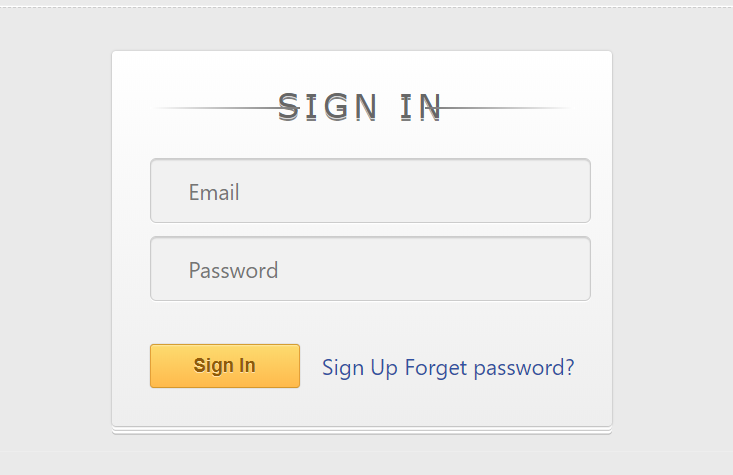 SIGN IN
Email
Password
Sign In
Sign Up Forget password?